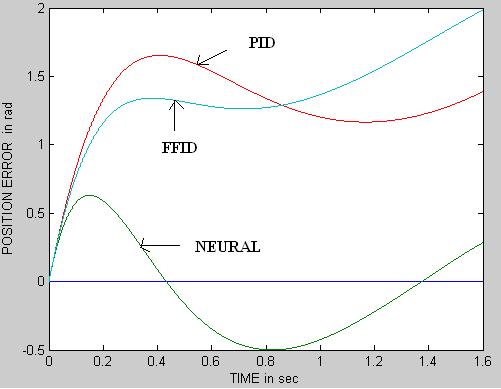 2
PID
1.5
FFID
1
POSITION ERROR in rad
0.5
NEURAL
0
-0.5
0 0.2 0.4 0.6 0.8 1 1.2 1.4 1.6
TIME in sec